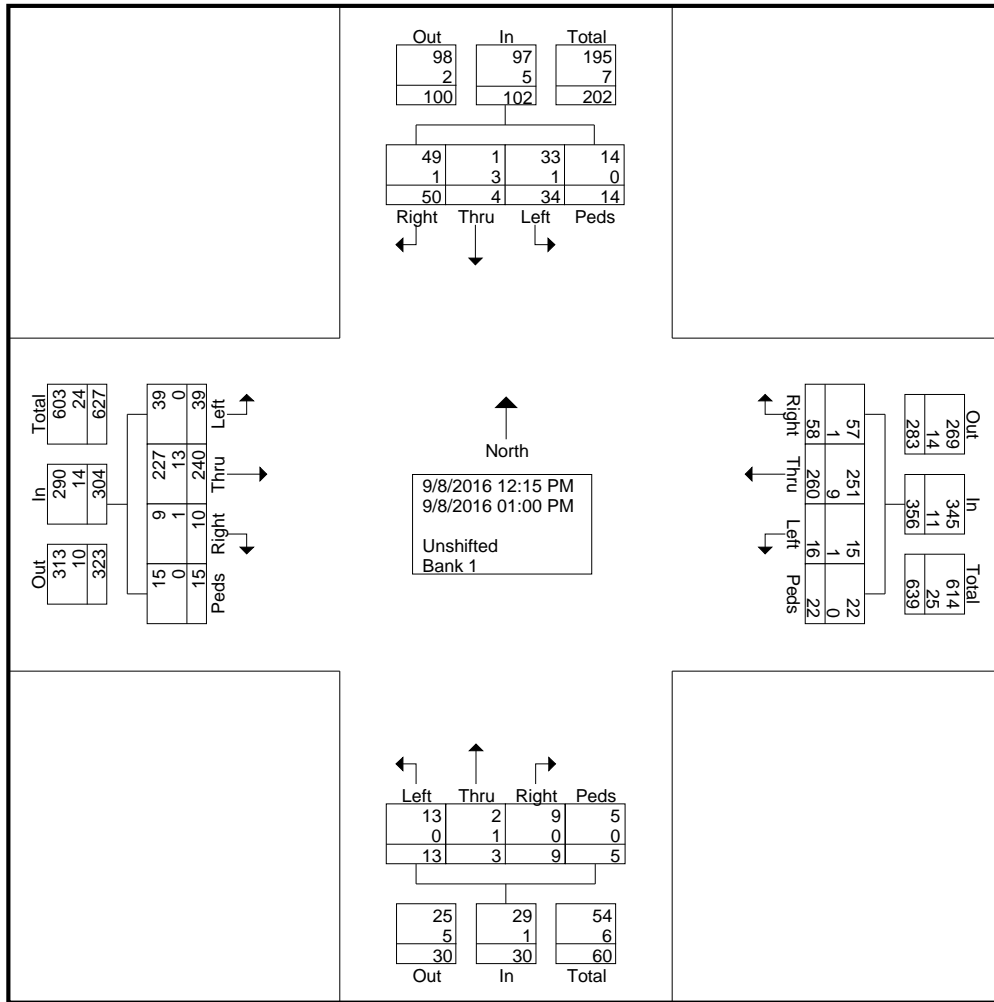 Out In Total
98 97 195
2 5 7
100 102 202
49 1 33 14
1 3 1 0
50 4 34 14
Right Thru Left Peds
Total
603
24
627
In
290
14
304
Out
313
10
323
39 0 39 Left
227 13 240 Thru
9 1 10 Right
15 0 15 Peds
North
9/8/2016 12:15 PM
9/8/2016 01:00 PM
Unshifted
Bank 1
Right 58 1 57
Thru 260 9 251
Left 16 1 15
Peds 22 0 22
Out
269
14
283
In
345
11
356
Total
614
25
639
Left Thru Right Peds
13 2 9 5
0 1 0 0
13 3 9 5
25 29 54
5 1 6
30 30 60
Out In Total